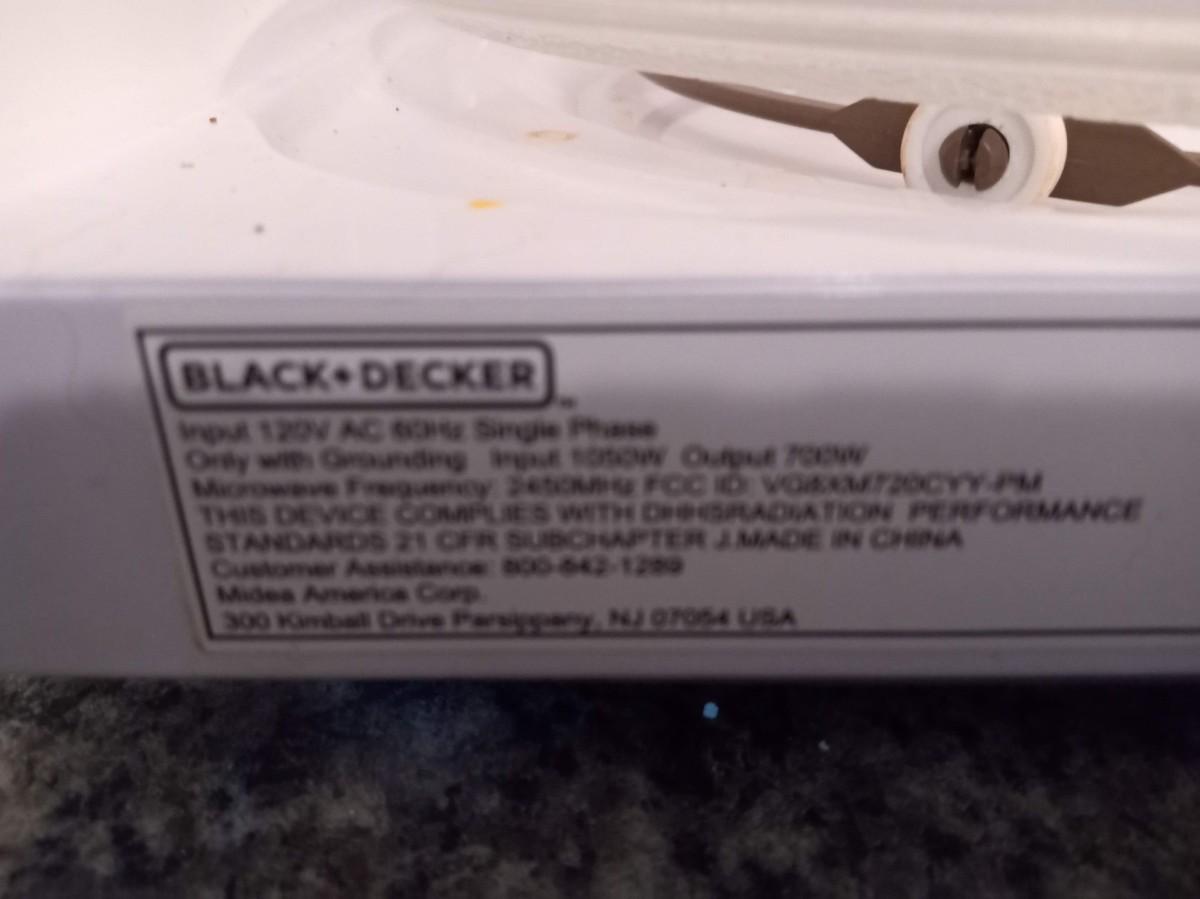 BLACK+DECKER
Input 120V AC 60Hz Single Phase
Only with Grounding Input 1050W Output 700W
Microwave Frequency: 2450MHz FCC ID: VG8XM720CYY-PM
THIS DEVICE COMPLIES WITH DHHSRADIATION PERFORMANCE
STANDARDS 21 CFR SUBCHAPTER J.MADE IN CHINA
Customer Assistance: 800-842-1289
Midea America Corp.
300 Kimball Drive Parsippany, NJ 07054 USA